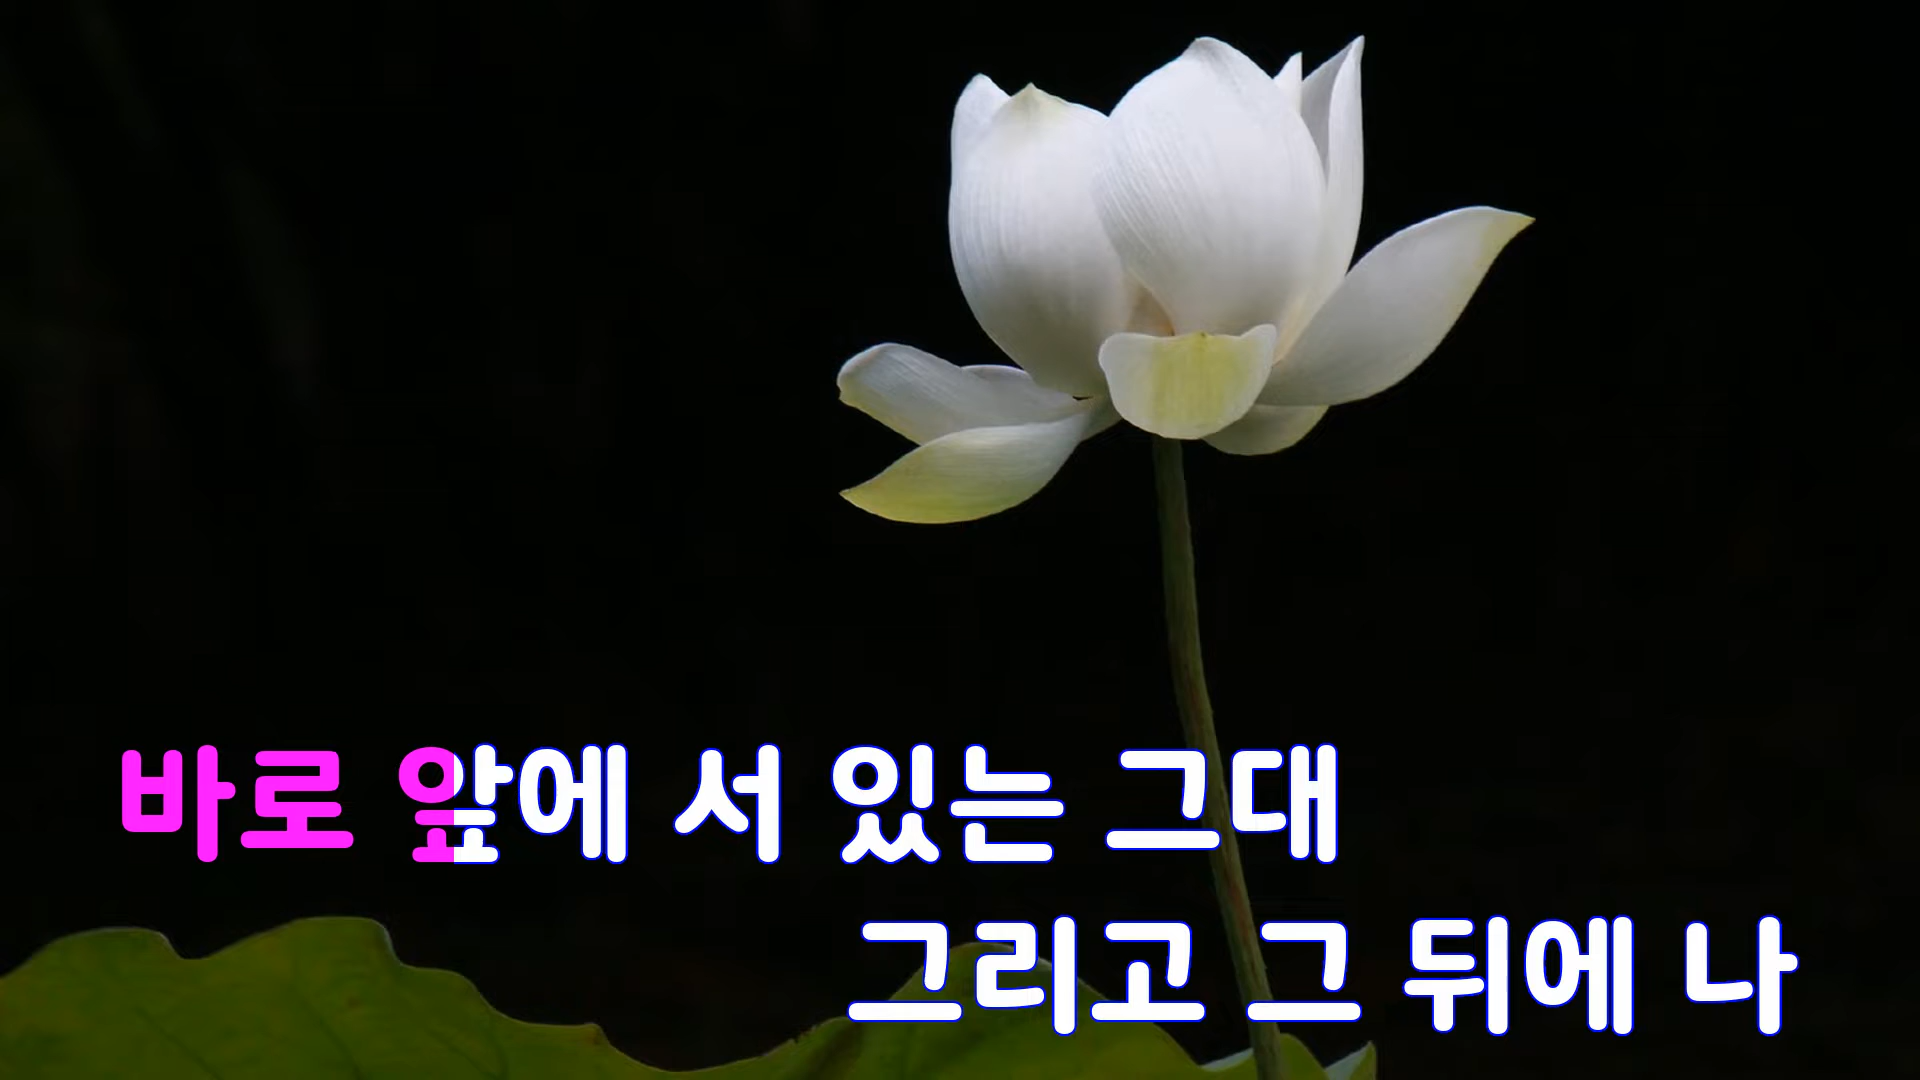 바로 앞에 서 있는 그대
그리고 그 뒤에 나